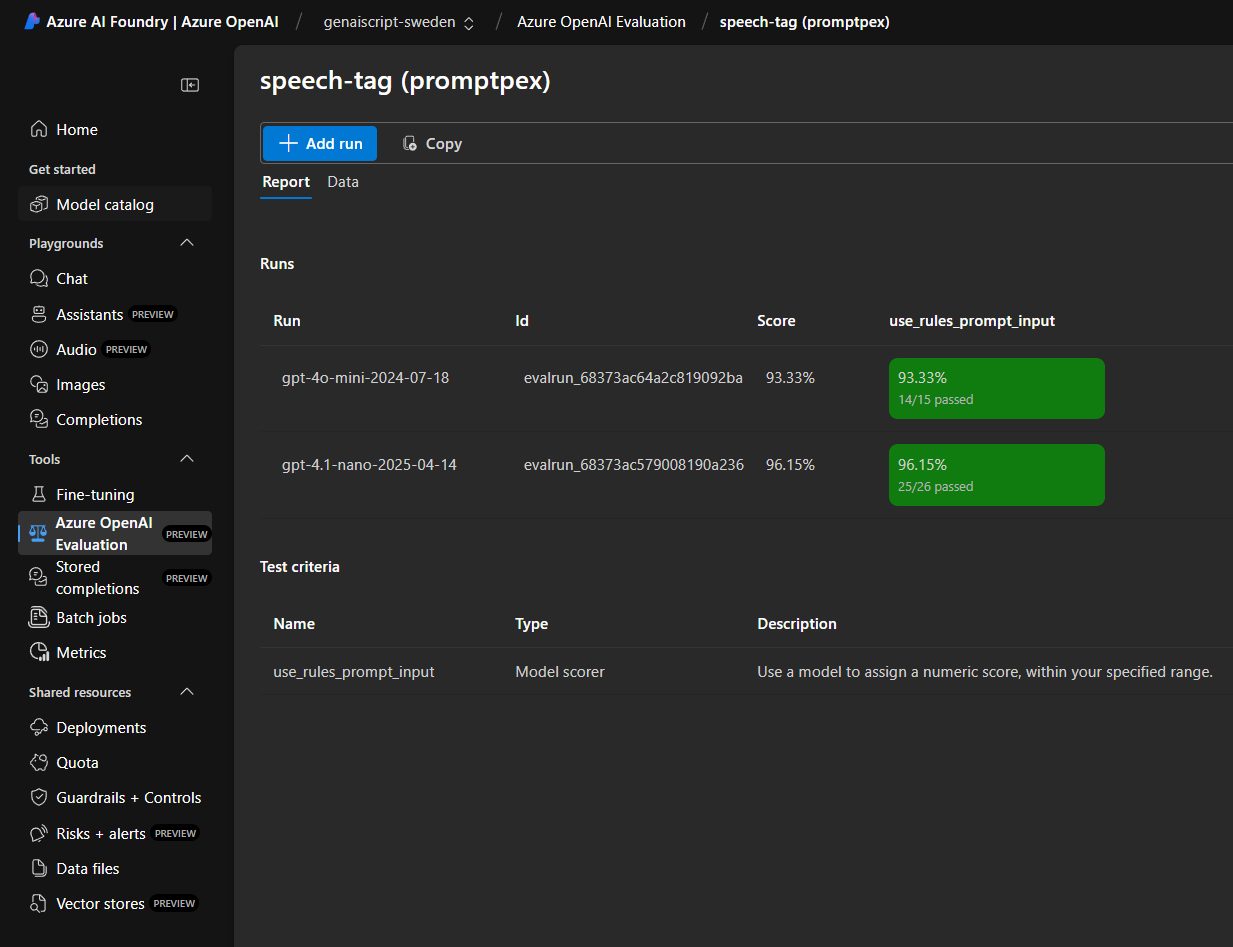 Azure AI Foundry | Azure OpenAI / genaiscript-sweden / Azure OpenAI Evaluation / speech-tag (promptpex)
Home
Get started
Model catalog
Playgrounds
Chat
Assistants PREVIEW
Audio PREVIEW
Images
Completions
Tools
Fine-tuning
Azure OpenAI
Evaluation PREVIEW
Stored
completions PREVIEW
Batch jobs
Metrics
Shared resources
Deployments
Quota
Guardrails + Controls
Risks + alerts PREVIEW
Data files
Vector stores PREVIEW
speech-tag (promptpex)
Add run Copy
Report Data
Runs
Run Id Score use_rules_prompt_input
gpt-4o-mini-2024-07-18 evalrun_68373ac64a2c819092ba 93.33% 93.33%
14/15 passed
gpt-4.1-nano-2025-04-14 evalrun_68373ac579008190a236 96.15% 96.15%
25/26 passed
Test criteria
Name Type Description
use_rules_prompt_input Model scorer Use a model to assign a numeric score, within your specified range.